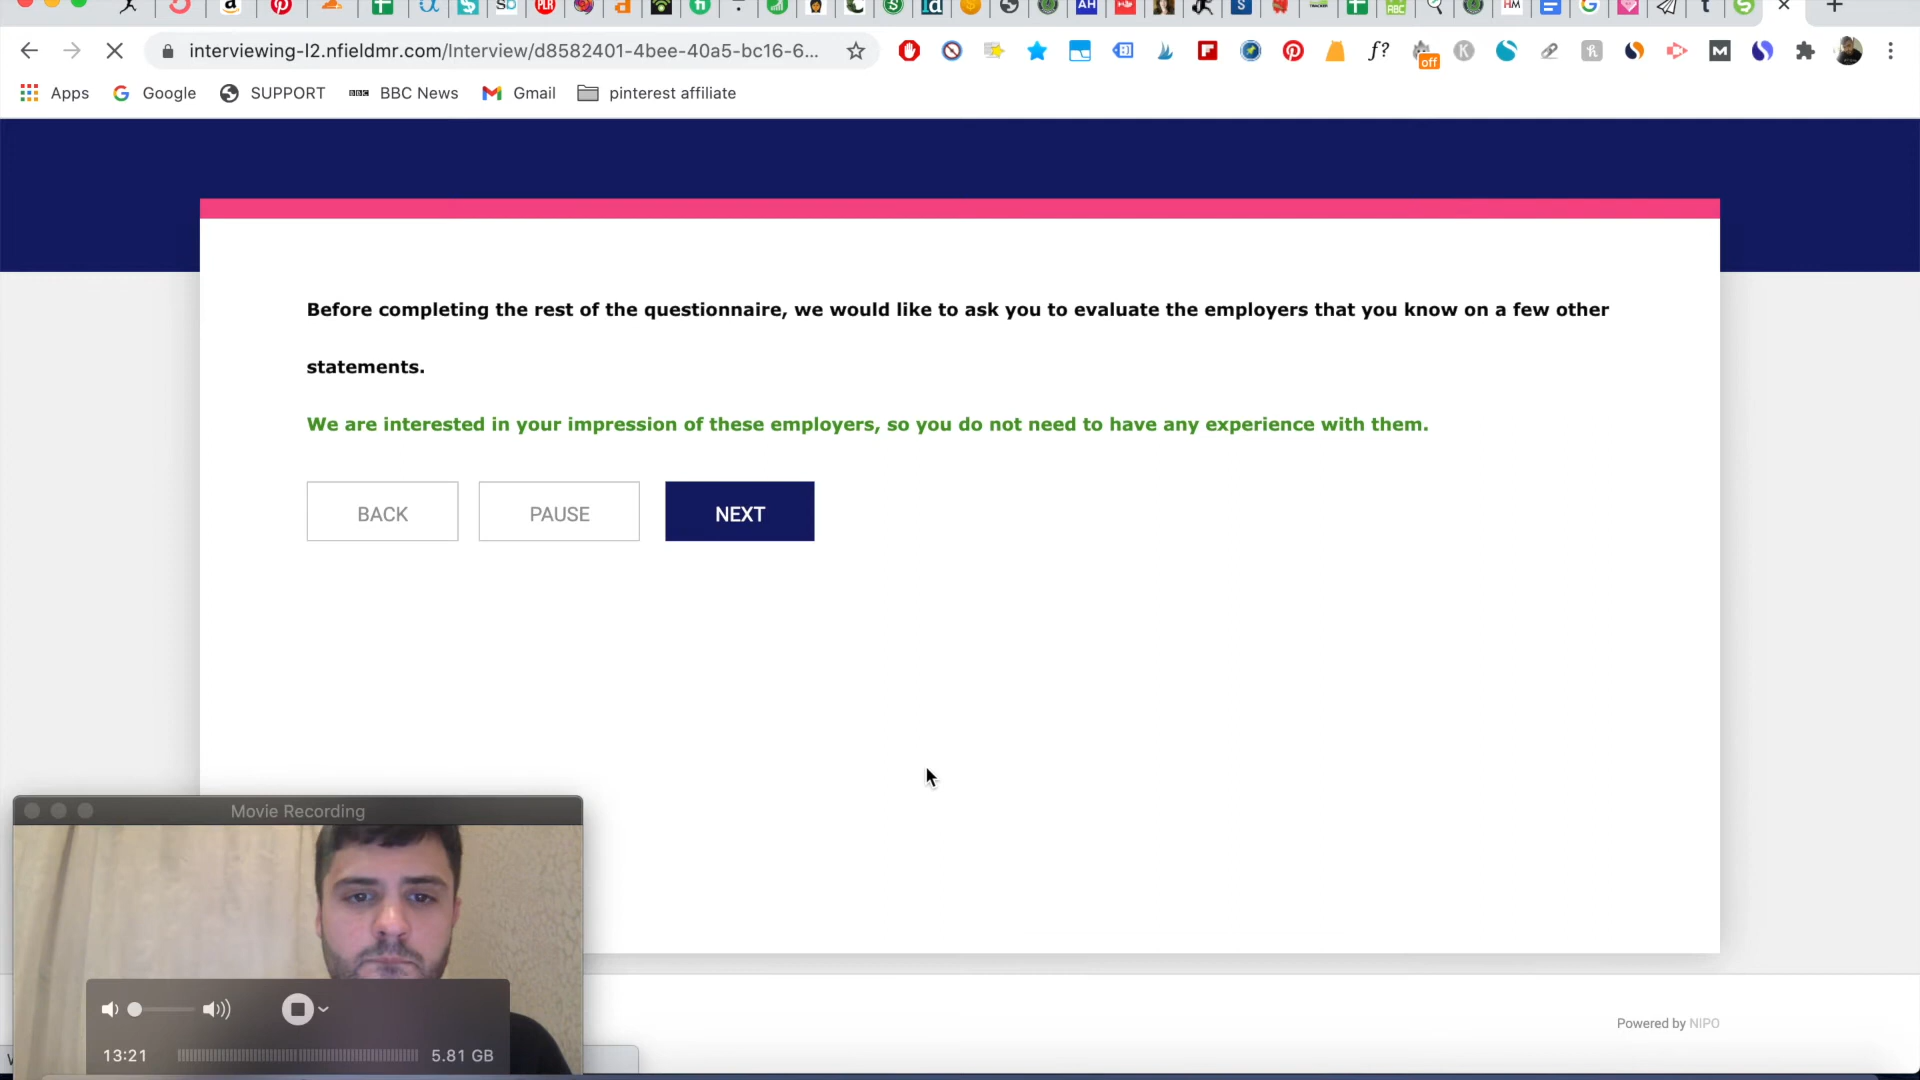 interviewing-l2.nfieldmr.com/Interview/d8582401-4bee-40a5-bc16-6...
Apps
Google
SUPPORT
BBC News
Gmail
pinterest affiliate
off
Before completing the rest of the questionnaire, we would like to ask you to evaluate the employers that you know on a few other
statements.
We are interested in your impression of these employers, so you do not need to have any experience with them.
BACK
PAUSE
NEXT
Movie Recording
13:21
5.81 GB
Powered by NIPO